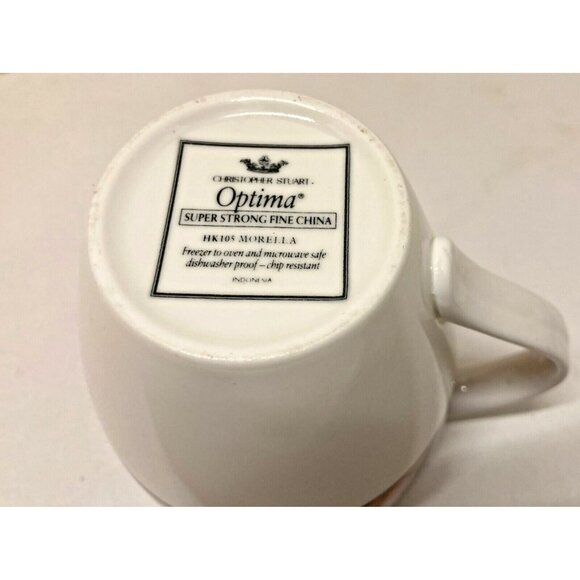 CHRISTOPHER STUART.
Optima®
SUPER STRONG FINE CHINA
HK105 MORELLA
Freezer to oven and microwave safe
dishwasher proof – chip resistant
INDONESIA